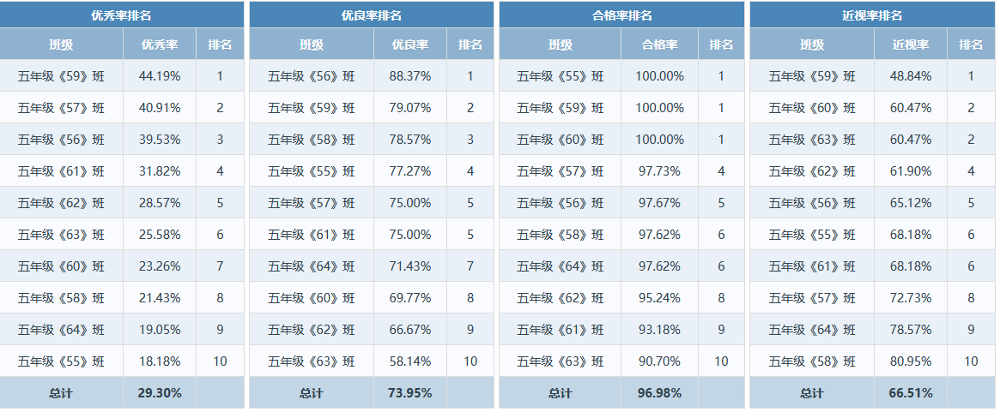 优秀率排名 优良率排名 合格率排名 近视率排名
班级 优秀率 排名 班级 优良率 排名 班级 合格率 排名 班级 近视率 排名
五年级《59》班 44.19% 1 五年级《56》班 88.37% 1 五年级《55》班 100.00% 1 五年级《59》班 48.84% 1
五年级《57》班 40.91% 2 五年级《59》班 79.07% 2 五年级《59》班 100.00% 1 五年级《60》班 60.47% 2
五年级《56》班 39.53% 3 五年级《58》班 78.57% 3 五年级《60》班 100.00% 1 五年级《63》班 60.47% 2
五年级《61》班 31.82% 4 五年级《55》班 77.27% 4 五年级《57》班 97.73% 4 五年级《62》班 61.90% 4
五年级《62》班 28.57% 5 五年级《57》班 75.00% 5 五年级《56》班 97.67% 5 五年级《56》班 65.12% 5
五年级《63》班 25.58% 6 五年级《61》班 75.00% 5 五年级《58》班 97.62% 6 五年级《55》班 68.18% 6
五年级《60》班 23.26% 7 五年级《64》班 71.43% 7 五年级《64》班 97.62% 6 五年级《61》班 68.18% 6
五年级《58》班 21.43% 8 五年级《60》班 69.77% 8 五年级《62》班 95.24% 8 五年级《57》班 72.73% 8
五年级《64》班 19.05% 9 五年级《62》班 66.67% 9 五年级《61》班 93.18% 9 五年级《64》班 78.57% 9
五年级《55》班 18.18% 10 五年级《63》班 58.14% 10 五年级《63》班 90.70% 10 五年级《58》班 80.95% 10
总计 29.30% 总计 73.95% 总计 96.98% 总计 66.51%